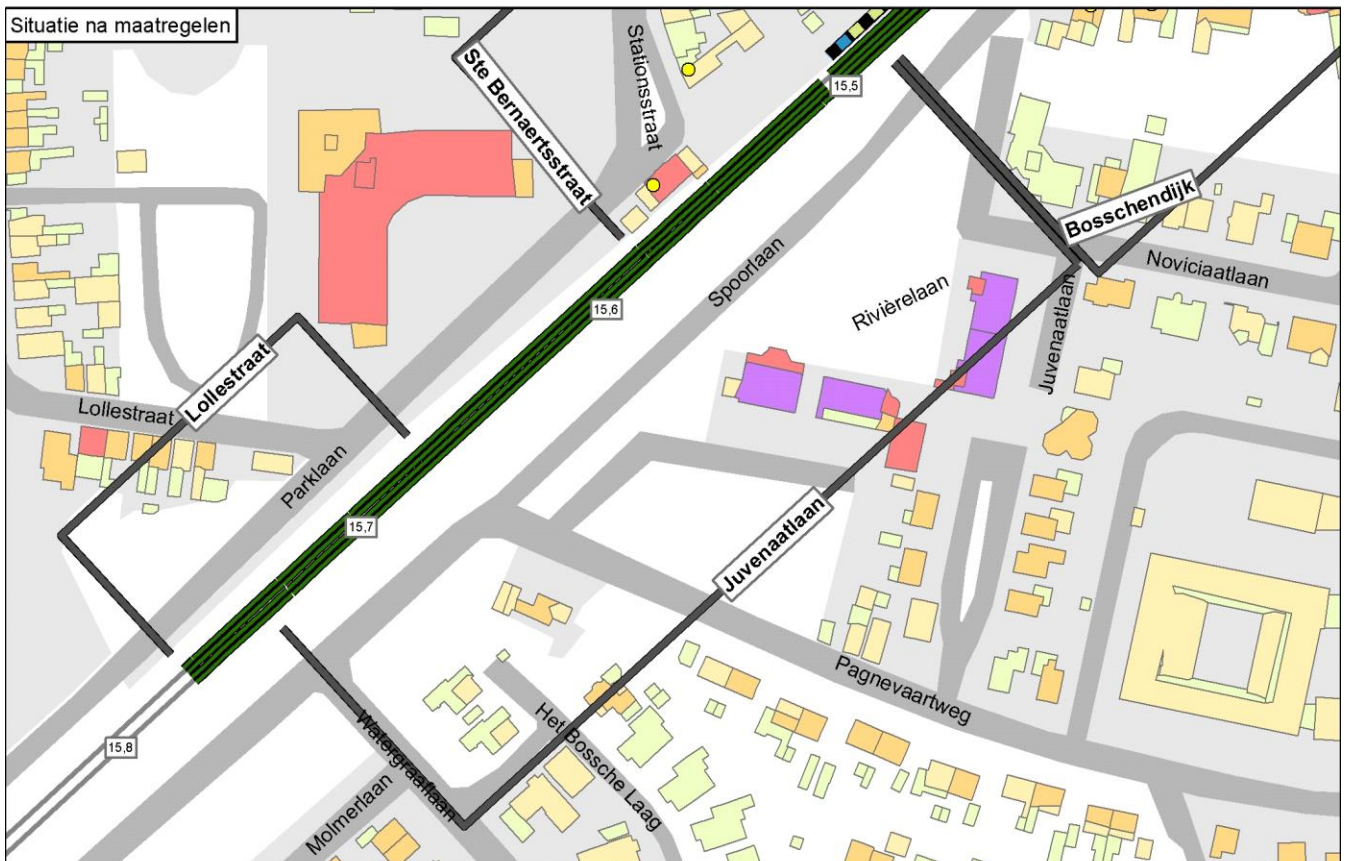 Situatie na maatregelen
Stationsstraat
Ste Bernaertsstraat
15,5
Bosschendijk
Noviciaatlaan
Spoorlaan
Rivièrelaan
Juvenaatlaan
15,6
Lollestraat
Lollestraat
Parklaan
15,7
Juvenaatlaan
Pagnevaartweg
15,8
Watergraaflaan
Het Bossche Laag
Molmerlaan